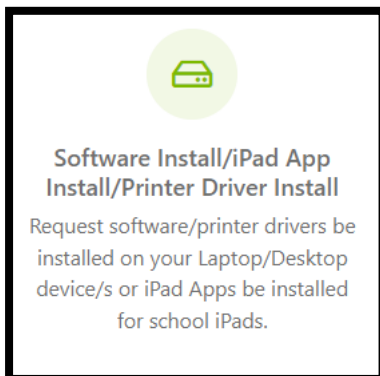 Software Install/iPad App
Install/Printer Driver Install
Request software/printer drivers be
installed on your Laptop/Desktop
device/s or iPad Apps be installed
for school iPads.